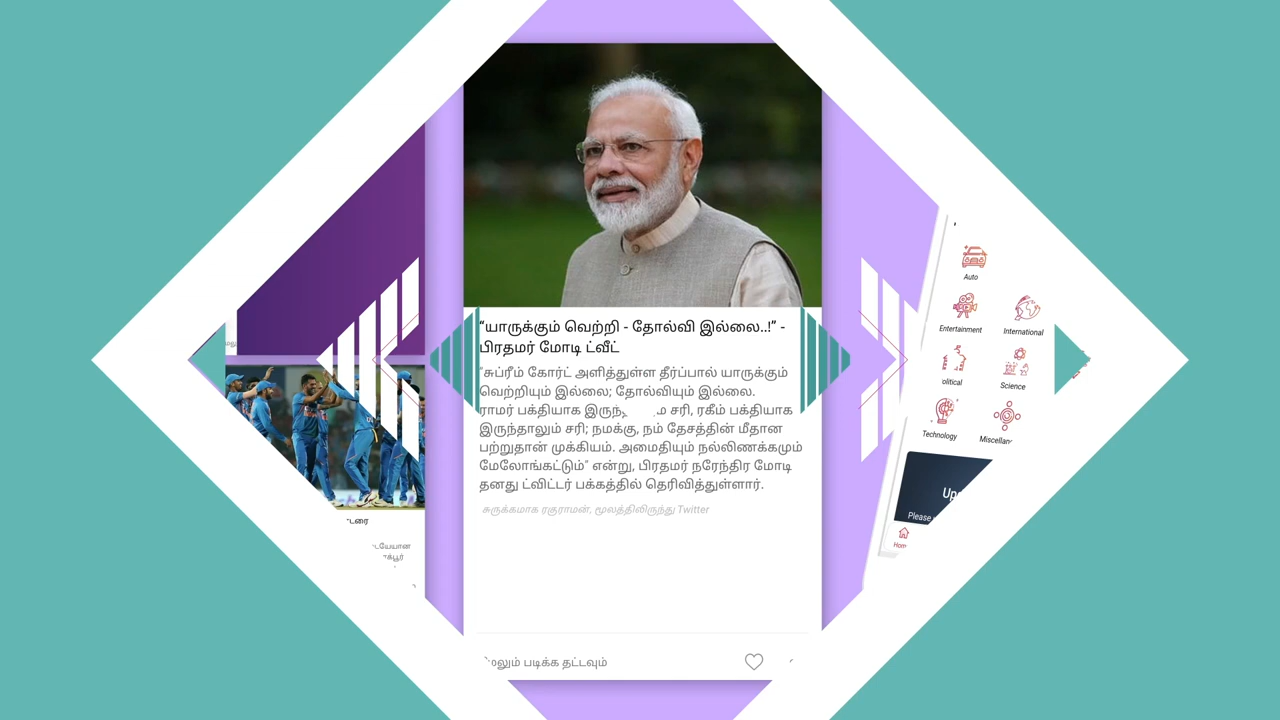 “யாருக்கும் வெற்றி - தோல்வி இல்லை..!” -
பிரதமர் மோடி ட்வீட்
"சுப்ரீம் கோர்ட் அளித்துள்ள தீர்ப்பால் யாருக்கும்
வெற்றியும் இல்லை; தோல்வியும் இல்லை.
ராமர் பக்தியாக சரி, ரகீம் பக்தியாக
இருந்தாலும் சரி; நமக்கு, நம் தேசத்தின் மீதான
பற்றுதான் முக்கியம். அமைதியும் நல்லிணக்கமும்
மேலோங்கட்டும்" என்று, பிரதமர் நரேந்திர மோடி
தனது ட்விட்டர் பக்கத்தில் தெரிவித்துள்ளார்.
சுருக்கமாக ரகுராமன், மூலத்திலிருந்து Twitter
படிக்க தட்டவும்
Auto
Entertainment
International
Science
Technology
Please